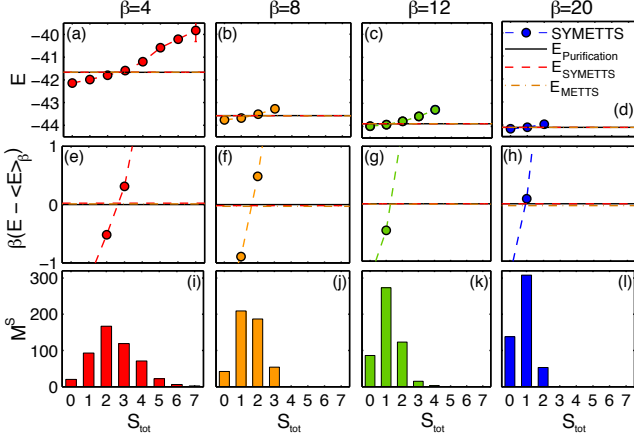 β=4 β=8 β=12 β=20
E
−40
−41
−42
−43
−44
(a) (b) (c) (d)
SYMETTS
E_Purification
E_SYMETTS
E_METTS
β(E − <E>_β)
1
0
−1
(e) (f) (g) (h)
M^S
300
200
100
0
(i) (j) (k) (l)
0 1 2 3 4 5 6 7 0 1 2 3 4 5 6 7 0 1 2 3 4 5 6 7 0 1 2 3 4 5 6 7
S_tot S_tot S_tot S_tot